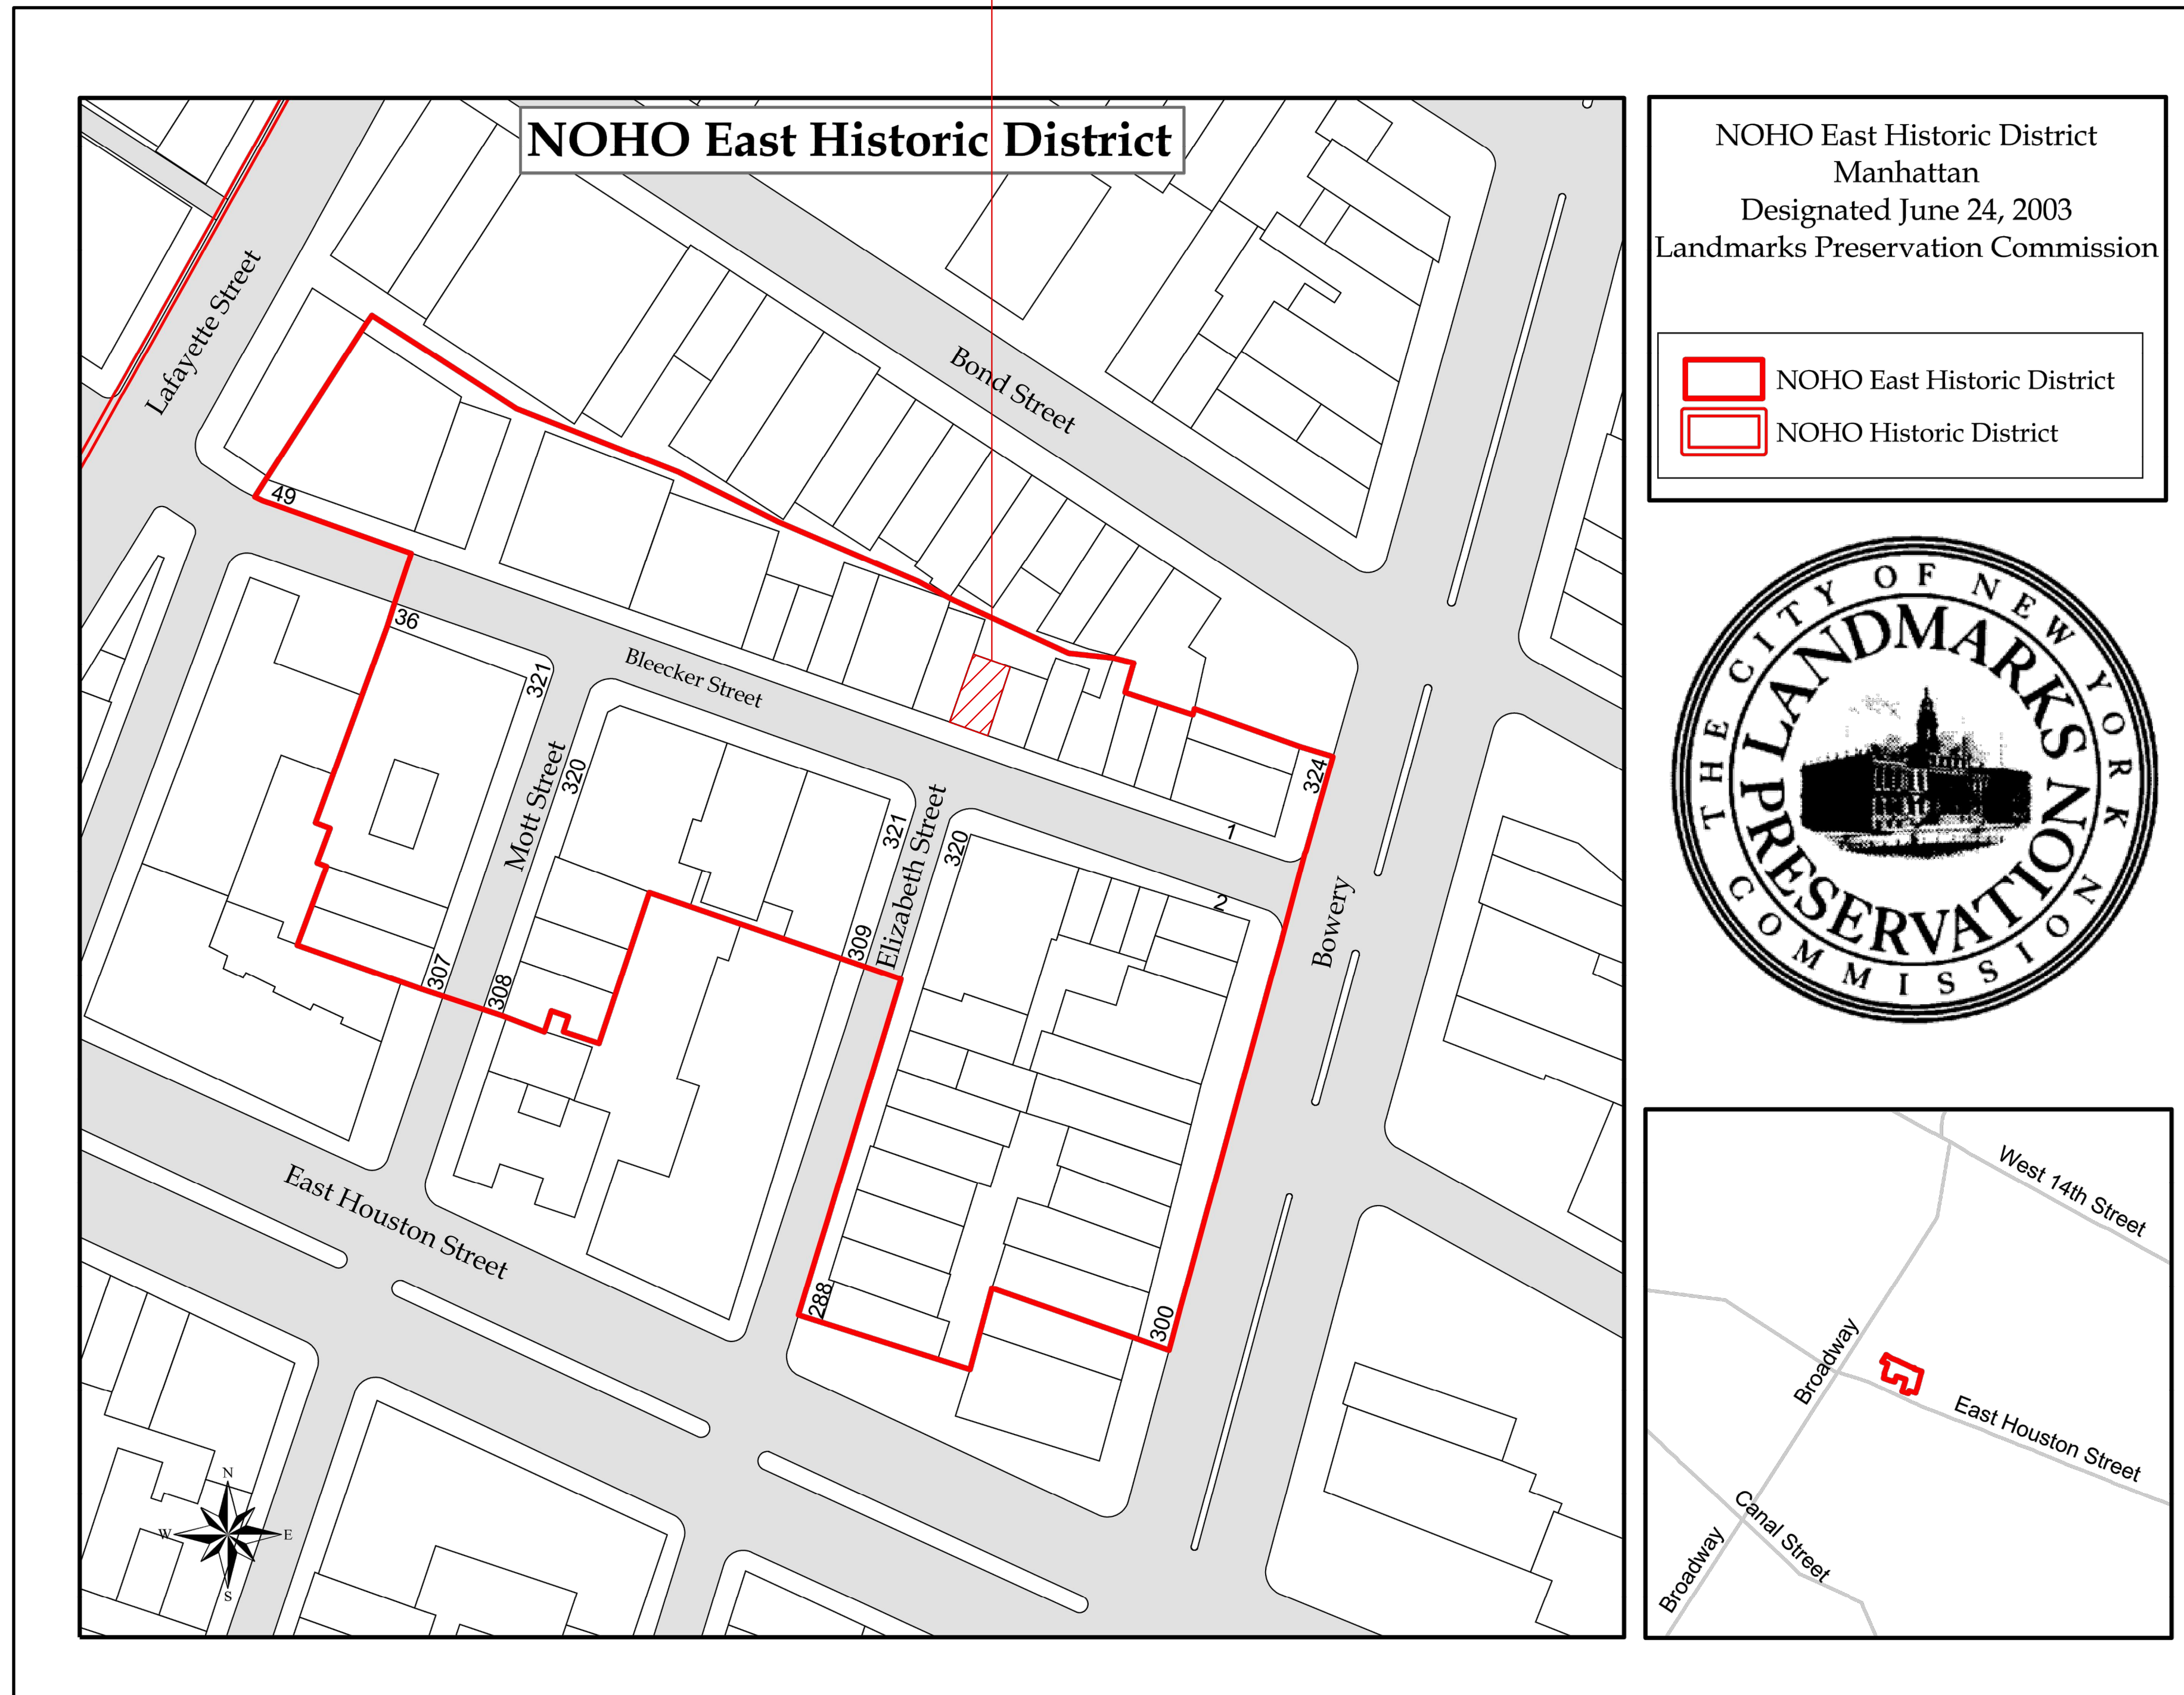 NOHO East Historic District
Lafayette Street
Bond Street
49
36
321
Bleecker Street
Mott Street
320
321
Elizabeth Street
320
324
1
2
Bowery
309
307
308
288
300
East Houston Street
N
W
E
S
NOHO East Historic District
Manhattan
Designated June 24, 2003
Landmarks Preservation Commission
NOHO East Historic District
NOHO Historic District
THE CITY OF NEW YORK
LANDMARKS
PRESERVATION
COMMISSION
West 14th Street
Broadway
East Houston Street
Canal Street
Broadway